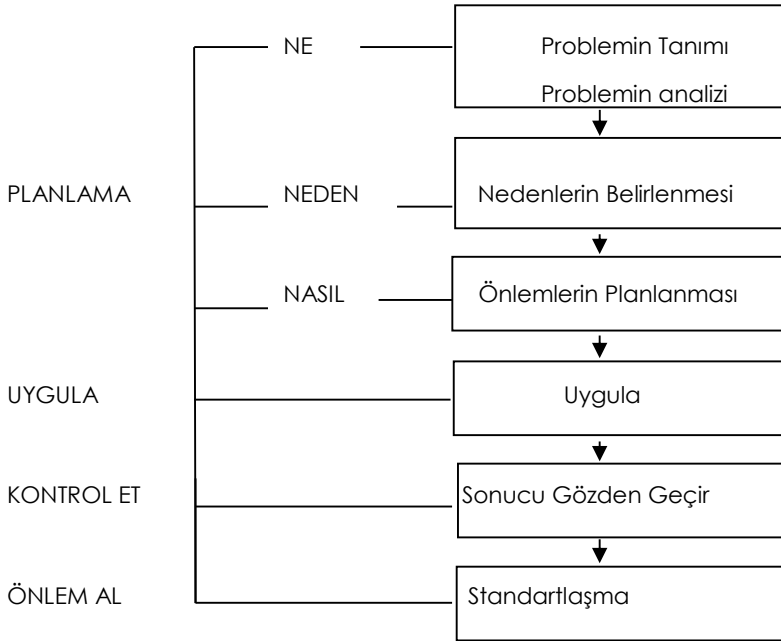 NE
Problemin Tanımı
Problemin analizi
PLANLAMA
NEDEN
Nedenlerin Belirlenmesi
NASIL
Önlemlerin Planlanması
UYGULA
Uygula
KONTROL ET
Sonucu Gözden Geçir
ÖNLEM AL
Standartlaşma